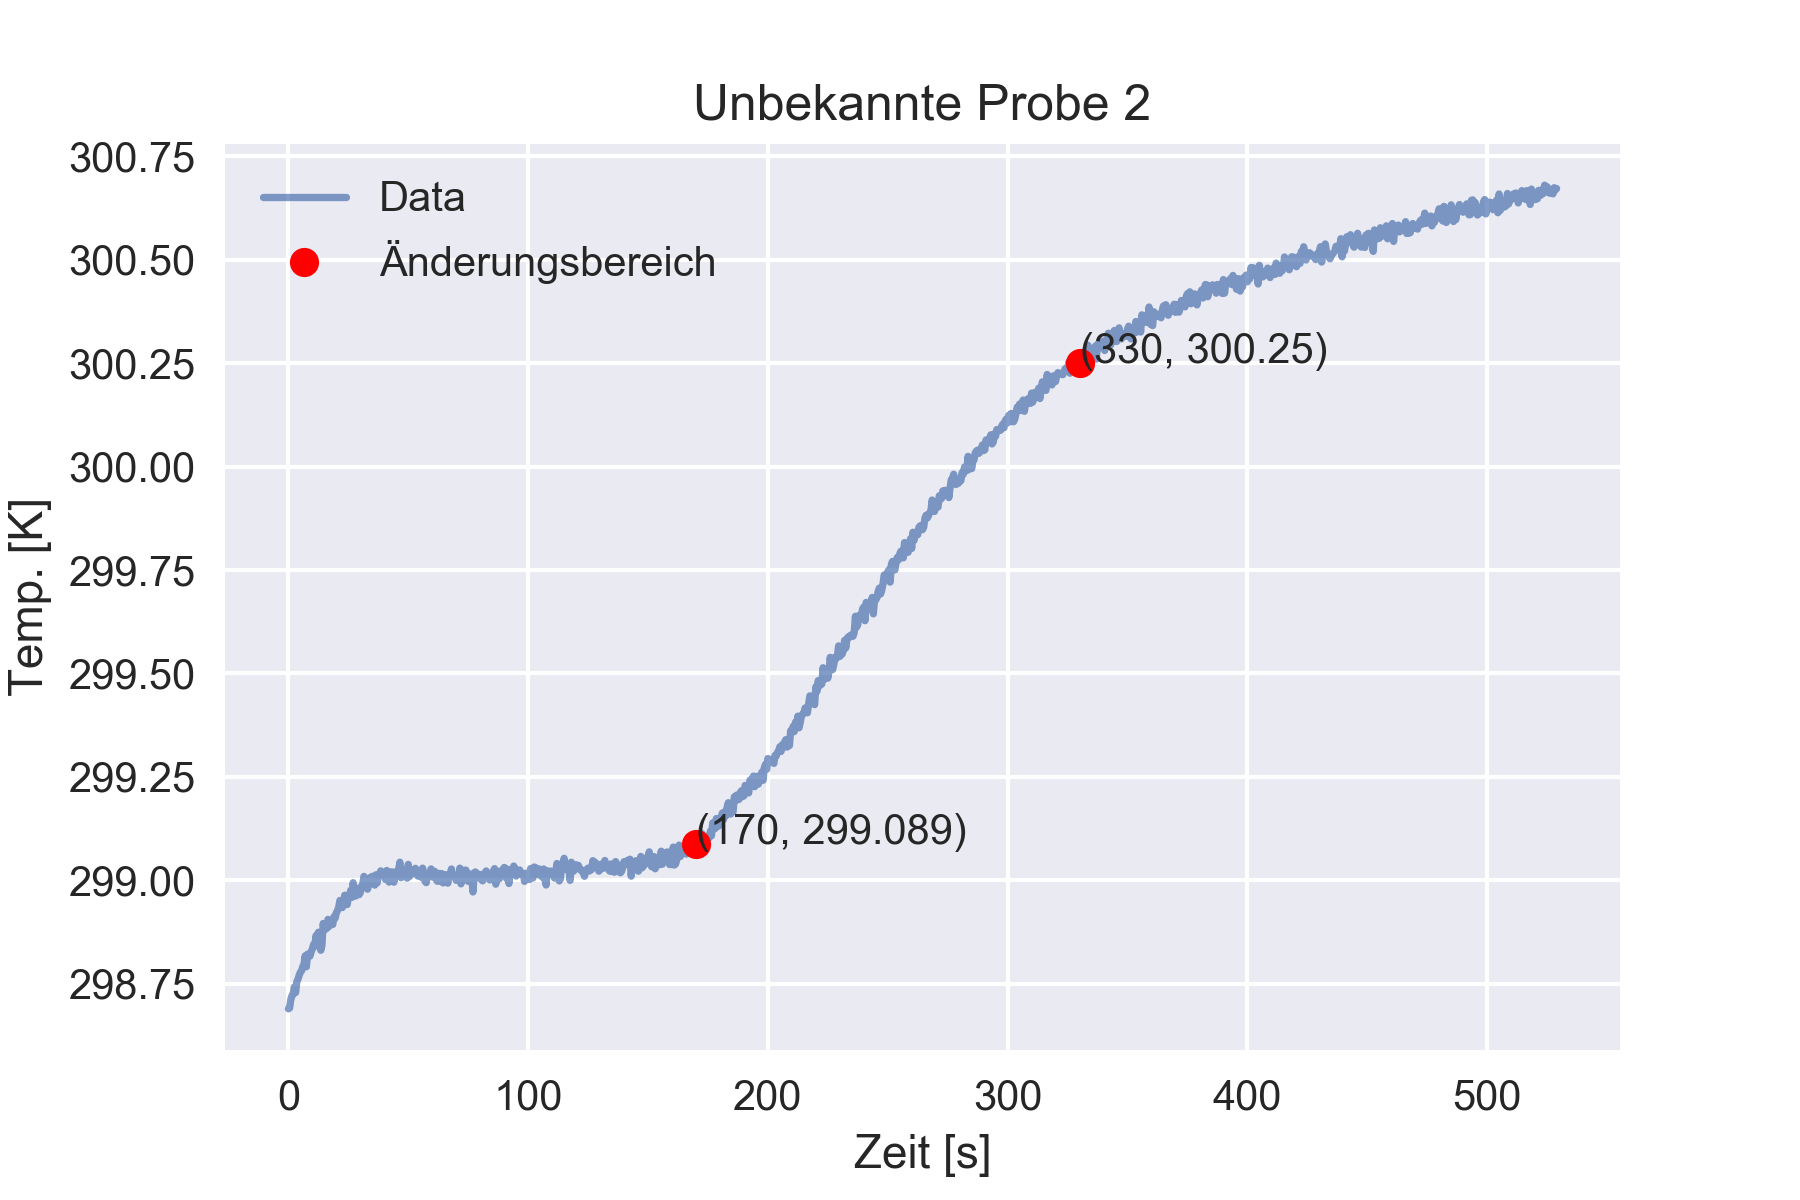 Unbekannte Probe 2
300.75
300.50
300.25
300.00
299.75
299.50
299.25
299.00
298.75
Temp. [K]
Data
Änderungsbereich
(330, 300.25)
(170, 299.089)
0 100 200 300 400 500
Zeit [s]